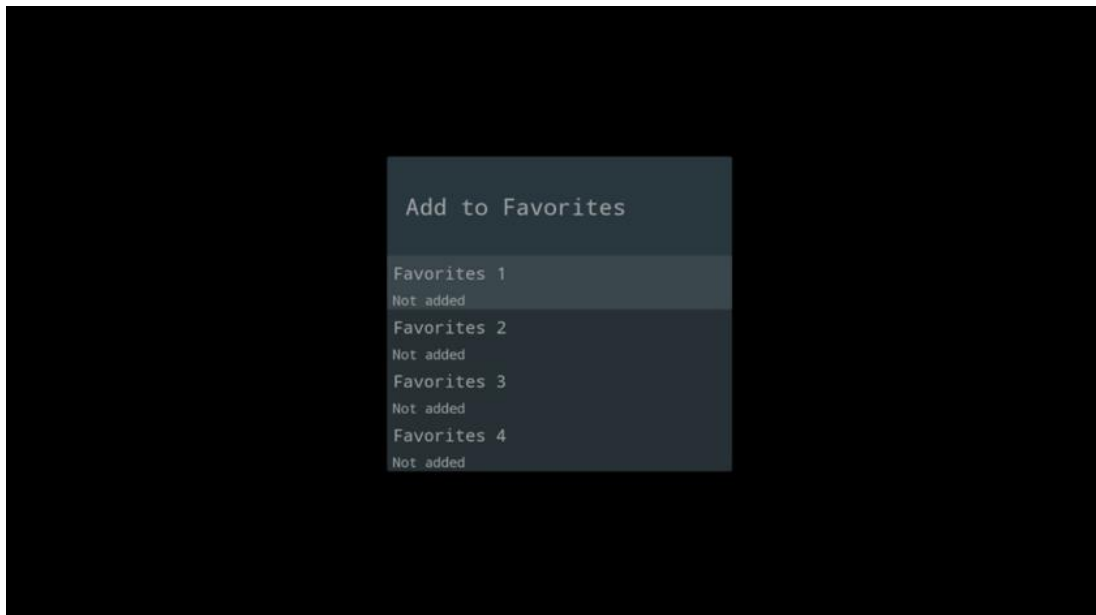 Add to Favorites
Favorites 1
Not added
Favorites 2
Not added
Favorites 3
Not added
Favorites 4
Not added